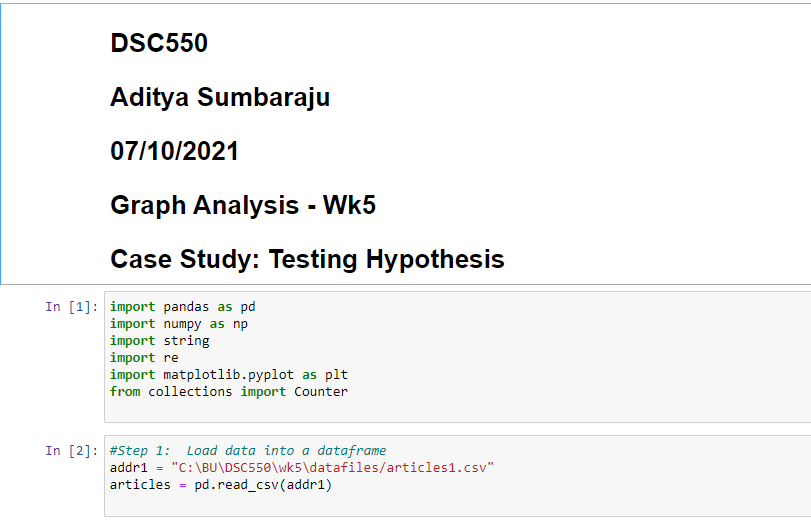 DSC550
Aditya Sumbaraju
07/10/2021
Graph Analysis - Wk5
Case Study: Testing Hypothesis
In [1]: import pandas as pd
import numpy as np
import string
import re
import matplotlib.pyplot as plt
from collections import Counter
In [2]: #Step 1:  Load data into a dataframe
addr1 = "C:\BU\DSC550\wk5\datafiles/articles1.csv"
articles = pd.read_csv(addr1)